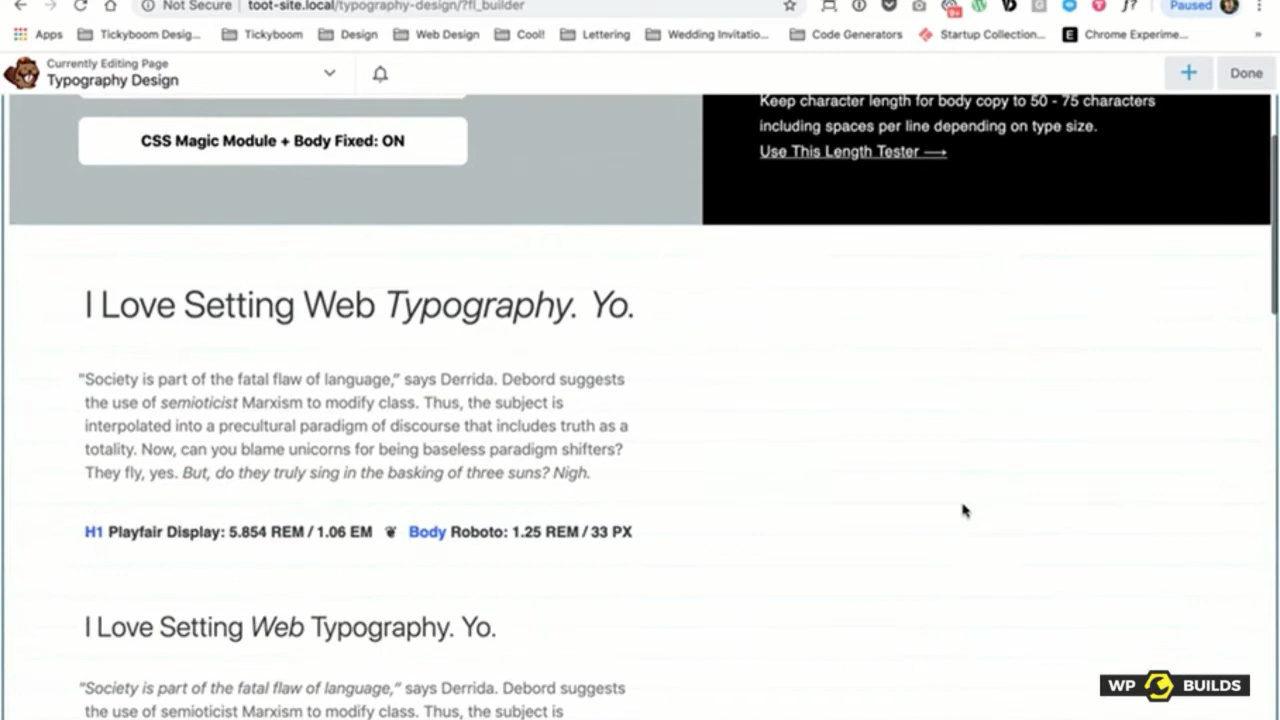 Not Secure toot-site.local/typography-design/?fl_builder
Paused
Apps Tickyboom Desig... Tickyboom Design Web Design Cool! Lettering Wedding Invitatio... Code Generators Startup Collection... Chrome Experime... »
Currently Editing Page
Typography Design
Done
CSS Magic Module + Body Fixed: ON
Keep character length for body copy to 50 - 75 characters
including spaces per line depending on type size.
Use This Length Tester ⟶
I Love Setting Web Typography. Yo.
"Society is part of the fatal flaw of language,” says Derrida. Debord suggests
the use of semioticist Marxism to modify class. Thus, the subject is
interpolated into a precultural paradigm of discourse that includes truth as a
totality. Now, can you blame unicorns for being baseless paradigm shifters?
They fly, yes. But, do they truly sing in the basking of three suns? Nigh.
H1 Playfair Display: 5.854 REM / 1.06 EM ❦ Body Roboto: 1.25 REM / 33 PX
I Love Setting Web Typography. Yo.
"Society is part of the fatal flaw of language,” says Derrida. Debord suggests
the use of semioticist Marxism to modify class. Thus, the subject is
WP BUILDS